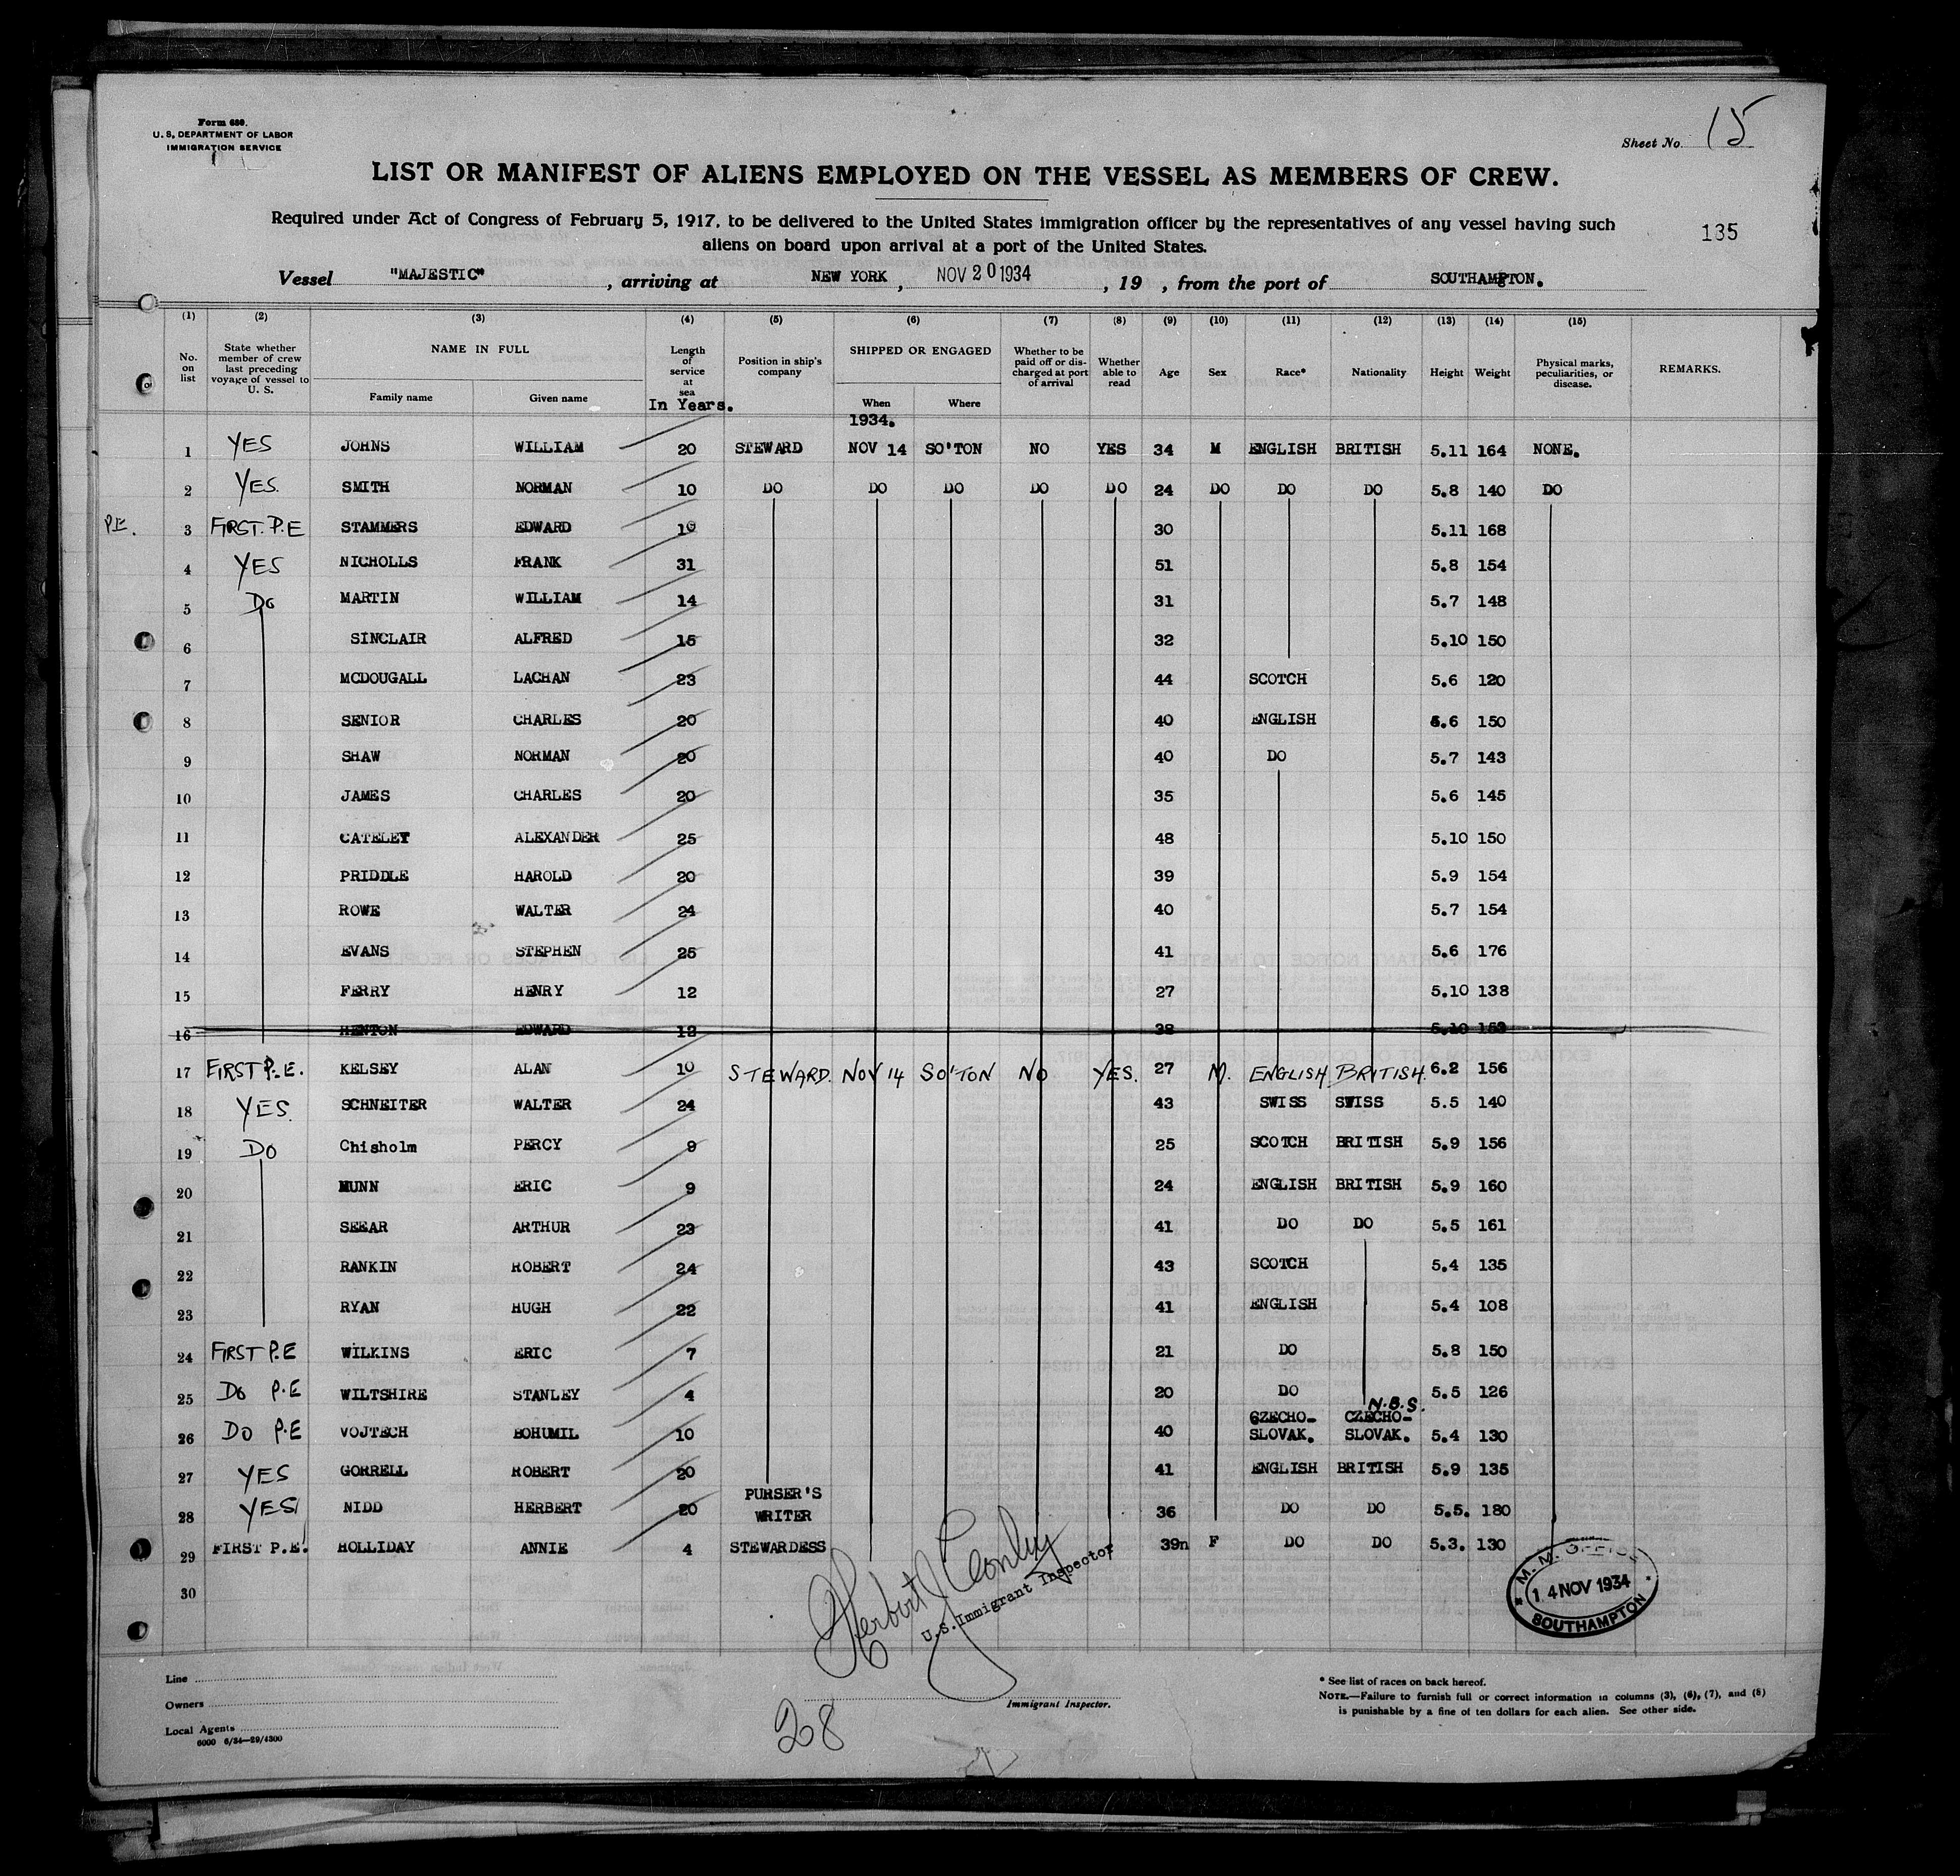 Form 680.
U. S. DEPARTMENT OF LABOR
IMMIGRATION SERVICE
Sheet No. 15
LIST OR MANIFEST OF ALIENS EMPLOYED ON THE VESSEL AS MEMBERS OF CREW.
Required under Act of Congress of February 5, 1917, to be delivered to the United States immigration officer by the representatives of any vessel having such
aliens on board upon arrival at a port of the United States.
135
Vessel "MAJESTIC" , arriving at NEW YORK , NOV 20 1934 , 19 , from the port of SOUTHAMPTON.
(1) (2) (3) (4) (5) (6) (7) (8) (9) (10) (11) (12) (13) (14) (15)
No. on list
State whether member of crew last preceding voyage of vessel to U. S.
NAME IN FULL
Family name Given name
Length of service at sea
In Years.
Position in ship's company
SHIPPED OR ENGAGED
When Where
1934.
Whether to be paid off or discharged at port of arrival
Whether able to read
Age Sex Race* Nationality Height Weight
Physical marks, peculiarities, or disease.
REMARKS.
1 YES JOHNS WILLIAM 20 STEWARD NOV 14 SO'TON NO YES 34 M ENGLISH BRITISH 5.11 164 NONE.
2 YES. SMITH NORMAN 10 DO DO DO DO DO 24 DO DO DO 5.8 140 DO
P.E. 3 FIRST. P.E STAMMERS EDWARD 30 5.11 168
4 YES NICHOLLS FRANK 31 51 5.8 154
5 DO MARTIN WILLIAM 14 31 5.7 148
6 SINCLAIR ALFRED 15 32 5.10 150
7 MCDOUGALL LACHAN 23 44 SCOTCH 5.6 120
8 SENIOR CHARLES 20 40 ENGLISH 5.6 150
9 SHAW NORMAN 20 40 DO 5.7 143
10 JAMES CHARLES 20 35 5.6 145
11 CATELEY ALEXANDER 25 48 5.10 150
12 PRIDDLE HAROLD 20 39 5.9 154
13 ROWE WALTER 24 40 5.7 154
14 EVANS STEPHEN 25 41 5.6 176
15 FERRY HENRY 12 27 5.10 138
16 HENTON EDWARD 12 38 5.10
17 FIRST P.E. KELSEY ALAN 10 STEWARD. NOV 14 SO'TON NO YES. 27 M. ENGLISH BRITISH. 6.2 156
18 YES. SCHNEITER WALTER 24 43 SWISS SWISS 5.5 140
19 DO Chisholm PERCY 9 25 SCOTCH BRITISH 5.9 156
20 MUNN ERIC 9 24 ENGLISH BRITISH 5.9 160
21 SEEAR ARTHUR 23 41 DO DO 5.5 161
22 RANKIN ROBERT 24 43 SCOTCH 5.4 135
23 RYAN HUGH 22 41 ENGLISH 5.4 108
24 FIRST P.E WILKINS ERIC 7 21 DO 5.8 150
25 DO P.E WILTSHIRE STANLEY 4 20 DO 5.5 126
N.B.S.
26 DO P.E VOJTECH BOHUMIL 10 40 CZECHO-SLOVAK. CZECHO-SLOVAK. 5.4 130
27 YES GORRELL ROBERT 20 41 ENGLISH BRITISH 5.9 135
28 YES NIDD HERBERT 20 PURSER'S WRITER 36 DO DO 5.5. 180
29 FIRST P.E. HOLLIDAY ANNIE 4 STEWARDESS 39n F DO DO 5.3. 130
30
Herbert J Conley
U.S. Immigrant Inspector
M. M. OFFICE
14 NOV 1934
SOUTHAMPTON
Line
Owners
Local Agents
6000 6/34—29/4300
Immigrant Inspector.
28
* See list of races on back hereof.
NOTE.—Failure to furnish full or correct information in columns (3), (6), (7), and (8)
is punishable by a fine of ten dollars for each alien. See other side.